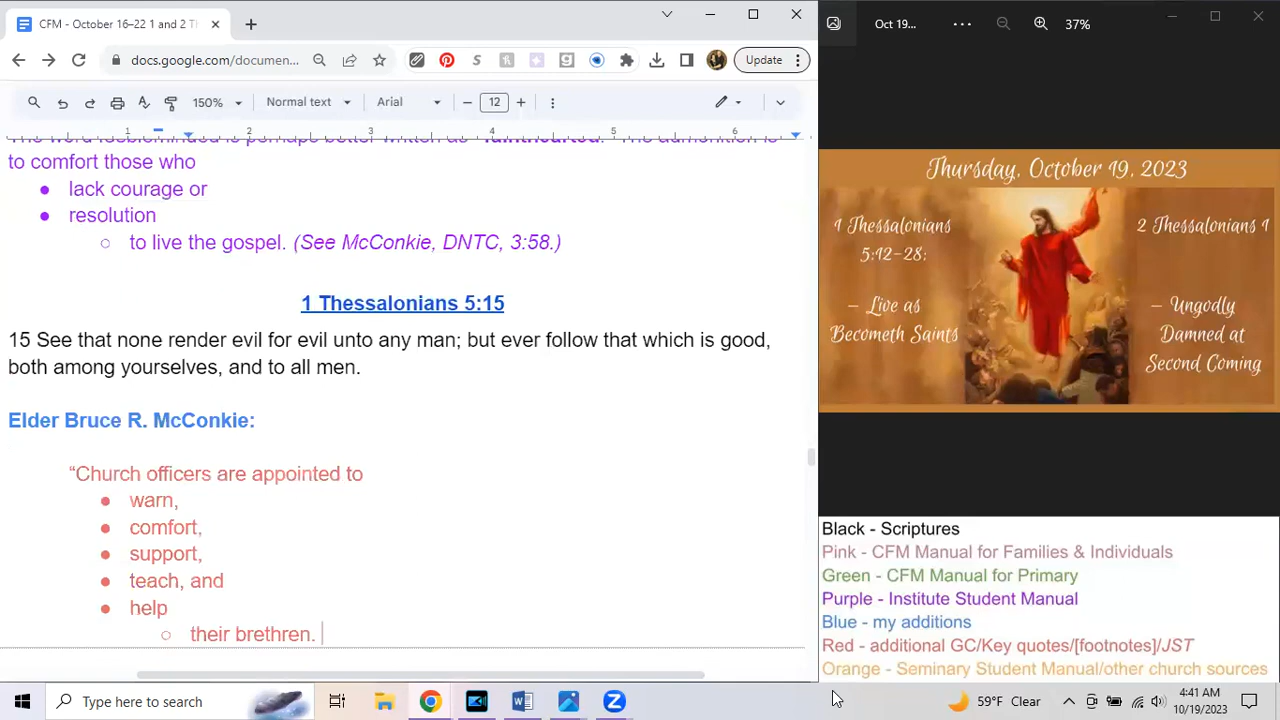 CFM - October 16–22 1 and 2 Th
Oct 19...
37%
docs.google.com/documen...
Update
150%
Normal text
Arial
12
1
2
3
4
5
6
to comfort those who
lack courage or
resolution
to live the gospel. (See McConkie, DNTC, 3:58.)
1 Thessalonians 5:15
15 See that none render evil for evil unto any man; but ever follow that which is good,
both among yourselves, and to all men.
Elder Bruce R. McConkie:
“Church officers are appointed to
warn,
comfort,
support,
teach, and
help
their brethren.
Thursday, October 19, 2023
1 Thessalonians
5:12–28;
– Live as
Becometh Saints
2 Thessalonians 1
– Ungodly
Damned at
Second Coming
Black - Scriptures
Pink - CFM Manual for Families & Individuals
Green - CFM Manual for Primary
Purple - Institute Student Manual
Blue - my additions
Red - additional GC/Key quotes/[footnotes]/JST
Orange - Seminary Student Manual/other church sources
Type here to search
59°F Clear
4:41 AM
10/19/2023